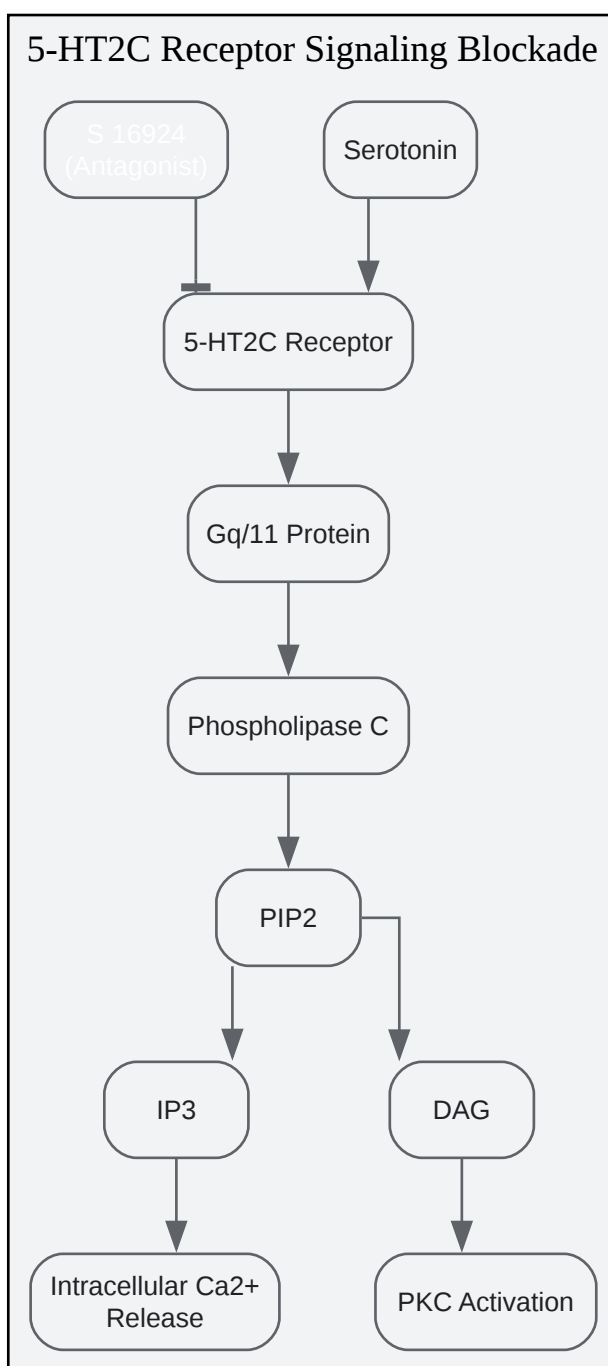 5-HT2C Receptor Signaling Blockade
S 16924
(Antagonist)
Serotonin
5-HT2C Receptor
Gq/11 Protein
Phospholipase C
PIP2
IP3
DAG
Intracellular Ca2+
Release
PKC Activation